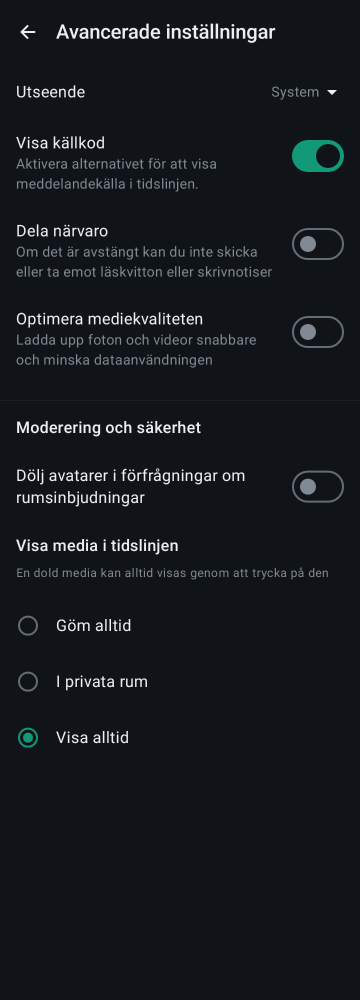 Avancerade inställningar
Utseende
System
Visa källkod
Aktivera alternativet för att visa
meddelandekälla i tidslinjen.
Dela närvaro
Om det är avstängt kan du inte skicka
eller ta emot läskvitton eller skrivnotiser
Optimera mediekvaliteten
Ladda upp foton och videor snabbare
och minska dataanvändningen
Moderering och säkerhet
Dölj avatarer i förfrågningar om
rumsinbjudningar
Visa media i tidslinjen
En dold media kan alltid visas genom att trycka på den
Göm alltid
I privata rum
Visa alltid